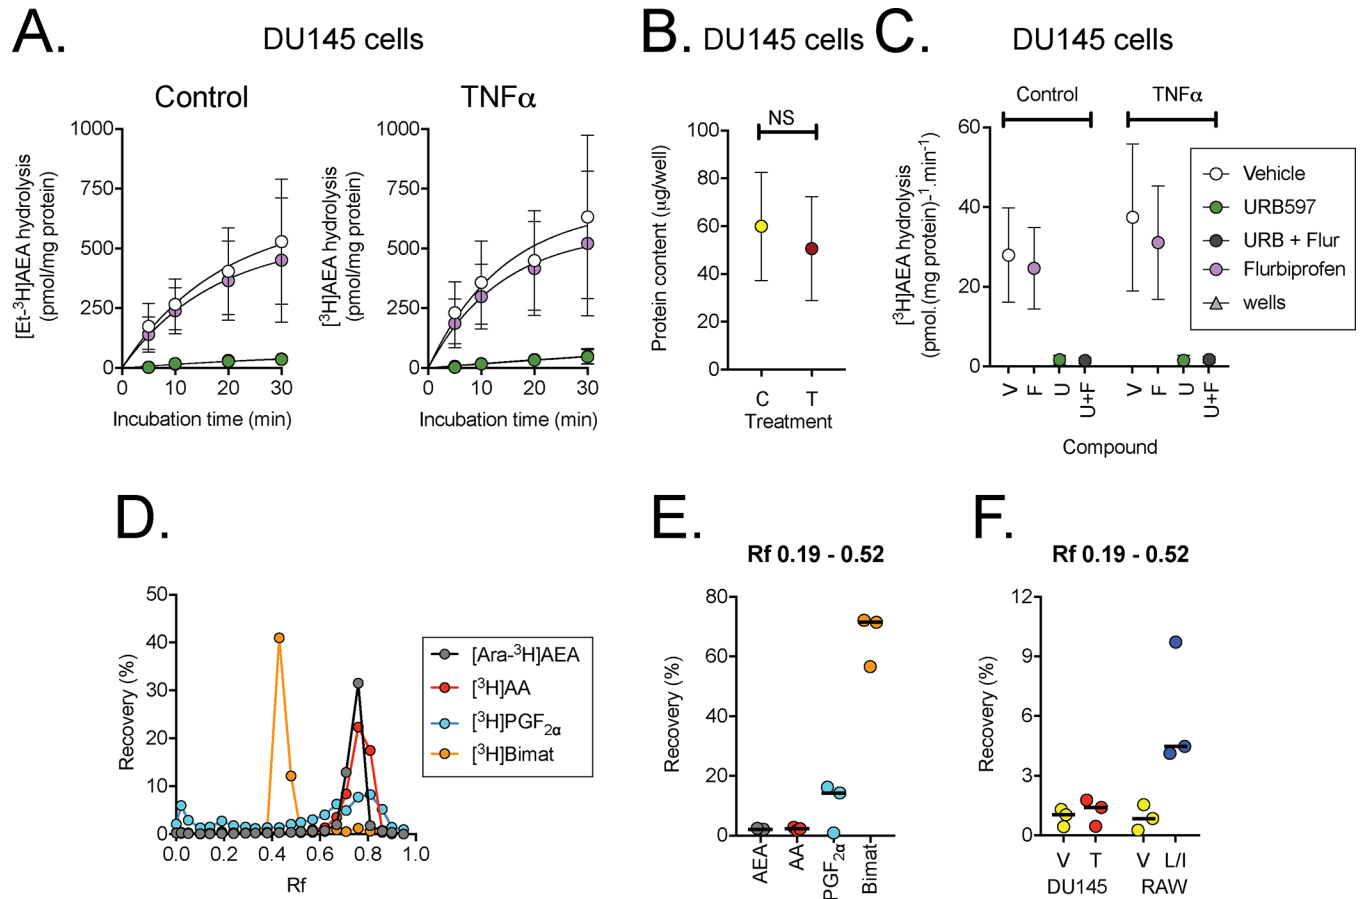 A.
DU145 cells
Control
TNFα
[Et-³H]AEA hydrolysis
(pmol/mg protein)
1000
750
500
250
0
0 10 20 30
Incubation time (min)
[³H]AEA hydrolysis
(pmol/mg protein)
1000
750
500
250
0
0 10 20 30
Incubation time (min)
B.
DU145 cells
NS
Protein content (µg/well)
100
80
60
40
20
0
C T
Treatment
C.
DU145 cells
Control
TNFα
[³H]AEA hydrolysis
(pmol.(mg protein)⁻¹.min⁻¹)
60
40
20
0
V F U U+F V F U U+F
Compound
Vehicle
URB597
URB + Flur
Flurbiprofen
wells
D.
Recovery (%)
50
40
30
20
10
0
0.0 0.2 0.4 0.6 0.8 1.0
Rf
[Ara-³H]AEA
[³H]AA
[³H]PGF₂α
[³H]Bimat
E.
Rf 0.19 - 0.52
Recovery (%)
80
60
40
20
0
AEA AA PGF₂α Bimat
F.
Rf 0.19 - 0.52
Recovery (%)
12
9
6
3
0
V T V L/I
DU145 RAW